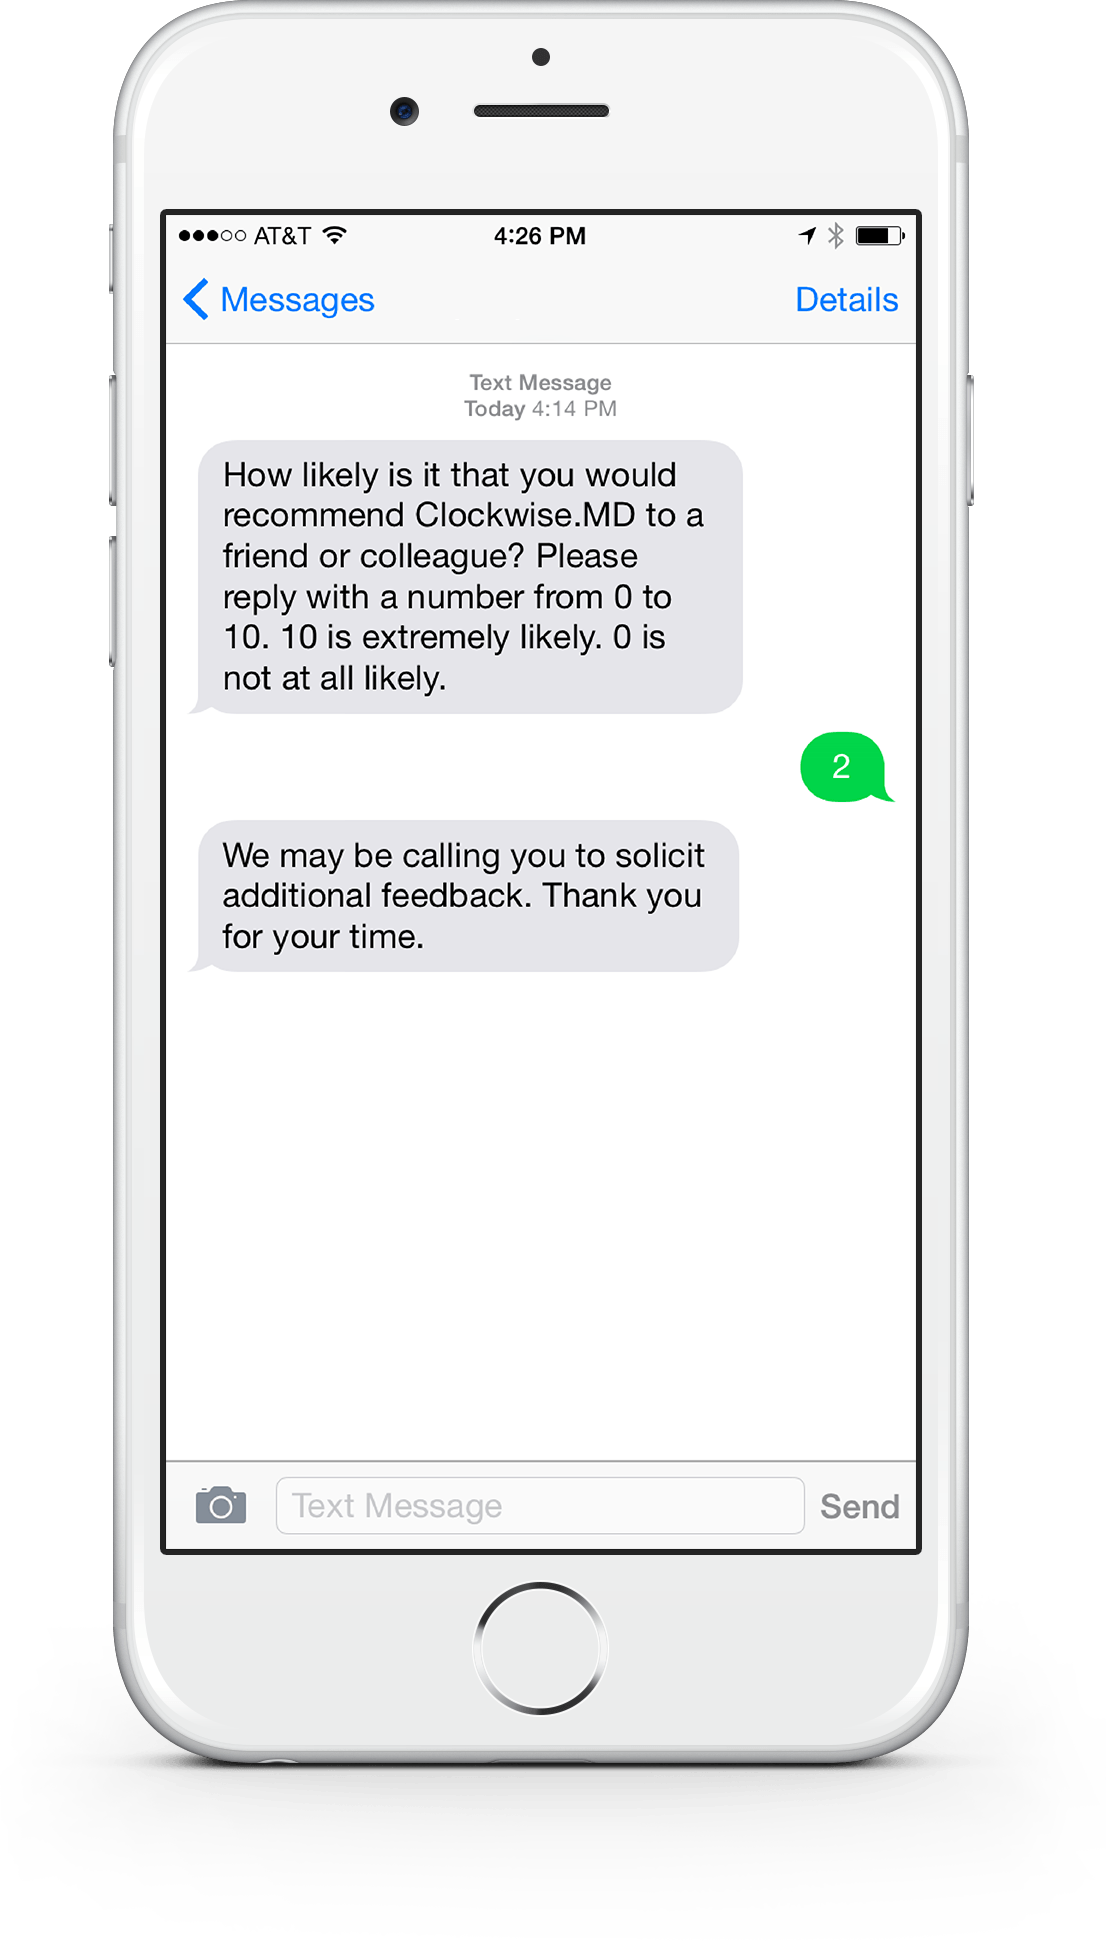 AT&T 4:26 PM
Messages Details
Text Message
Today 4:14 PM
How likely is it that you would
recommend Clockwise.MD to a
friend or colleague? Please
reply with a number from 0 to
10. 10 is extremely likely. 0 is
not at all likely.
2
We may be calling you to solicit
additional feedback. Thank you
for your time.
Text Message Send